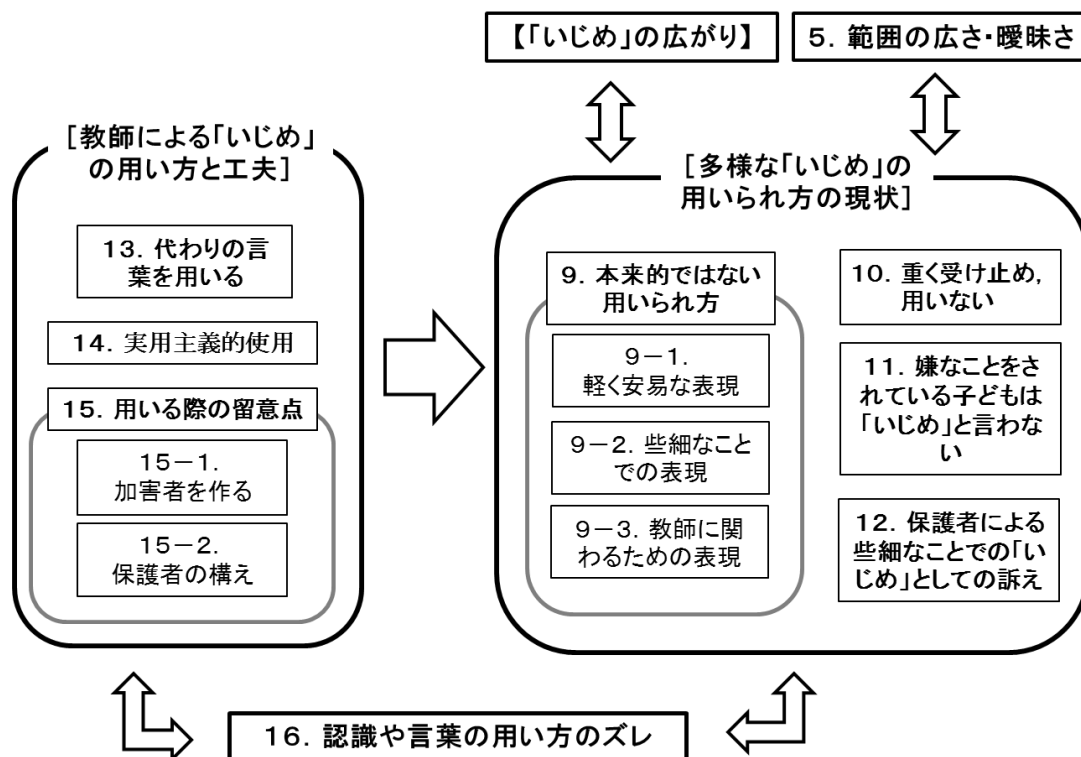 【「いじめ」の広がり】
5. 範囲の広さ・曖昧さ
[教師による「いじめ」
の用い方と工夫]
13. 代わりの言
葉を用いる
14. 実用主義的使用
15. 用いる際の留意点
15－1.
加害者を作る
15－2.
保護者の構え
[多様な「いじめ」の
用いられ方の現状]
9. 本来的ではない
用いられ方
9－1.
軽く安易な表現
9－2. 些細なこと
での表現
9－3. 教師に関
わるための表現
10. 重く受け止め,
用いない
11. 嫌なことをさ
れている子どもは
「いじめ」と言わな
い
12. 保護者による
些細なことでの「い
じめ」としての訴え
16. 認識や言葉の用い方のズレ